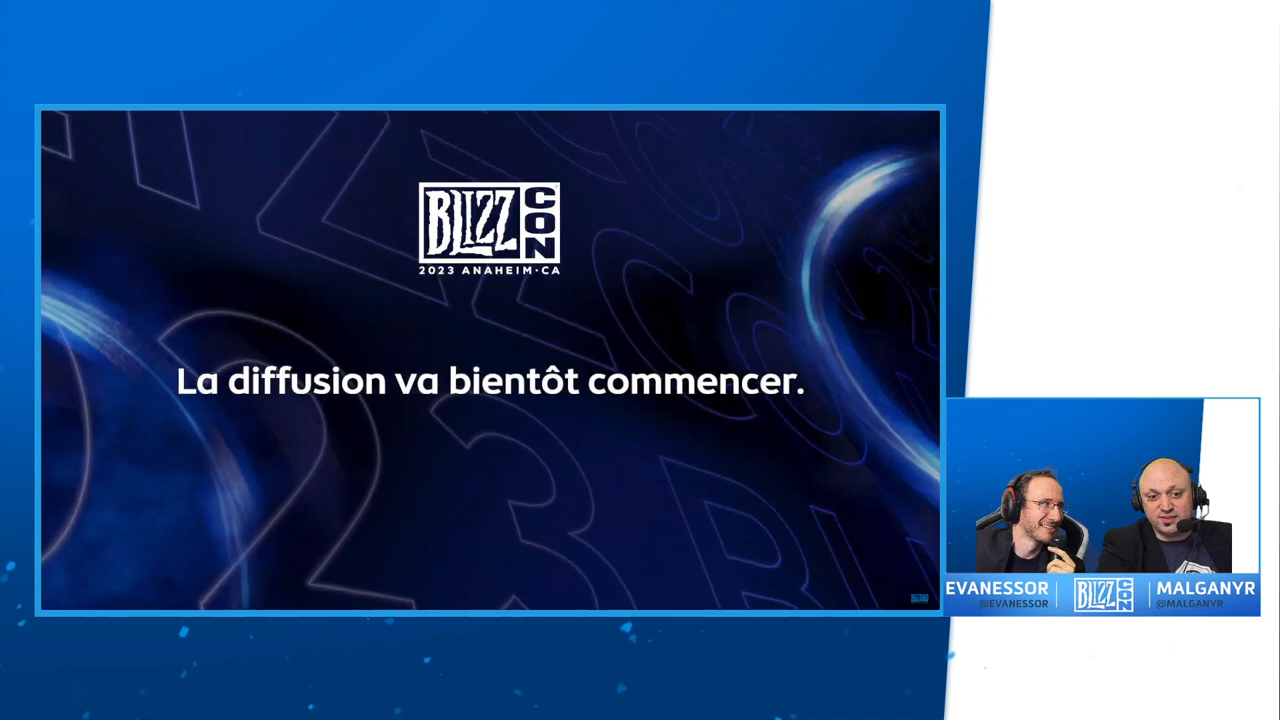 BLIZZ CON
2023 ANAHEIM·CA
La diffusion va bientôt commencer.
EVANESSOR
@EVANESSOR
BLIZZ CON
MALGANYR
@MALGANYR